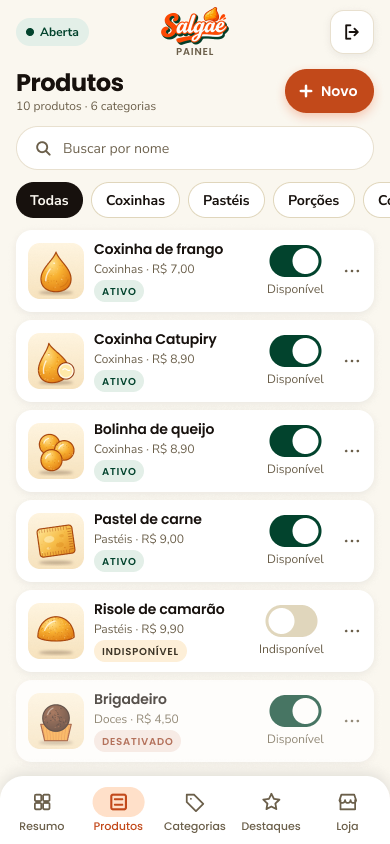 Aberta
Salgaê
PAINEL
Produtos
10 produtos · 6 categorias
Novo
Buscar por nome
Todas
Coxinhas
Pastéis
Porções
Coxinha de frango
Coxinhas · R$ 7,00
ATIVO
Disponível
Coxinha Catupiry
Coxinhas · R$ 8,90
ATIVO
Disponível
Bolinha de queijo
Coxinhas · R$ 8,90
ATIVO
Disponível
Pastel de carne
Pastéis · R$ 9,00
ATIVO
Disponível
Risole de camarão
Pastéis · R$ 9,90
INDISPONÍVEL
Indisponível
Brigadeiro
Doces · R$ 4,50
DESATIVADO
Disponível
Resumo
Produtos
Categorias
Destaques
Loja